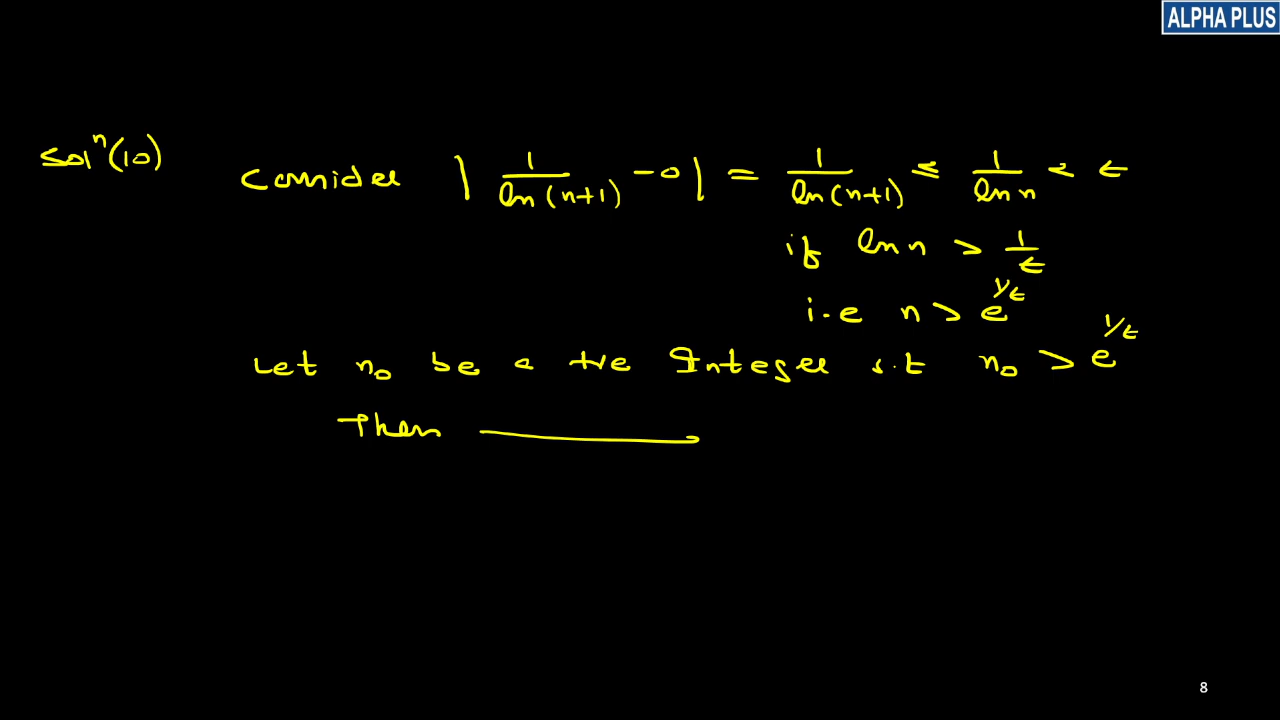 ALPHA PLUS
solⁿ(10) Consider | 1/ln(n+1) - 0 | = 1/ln(n+1) ≤ 1/ln n < ϵ
if ln n > 1/ϵ
i.e n > e^1/ϵ
Let n₀ be a +ve Integer s.t n₀ > e^1/ϵ
Then
8